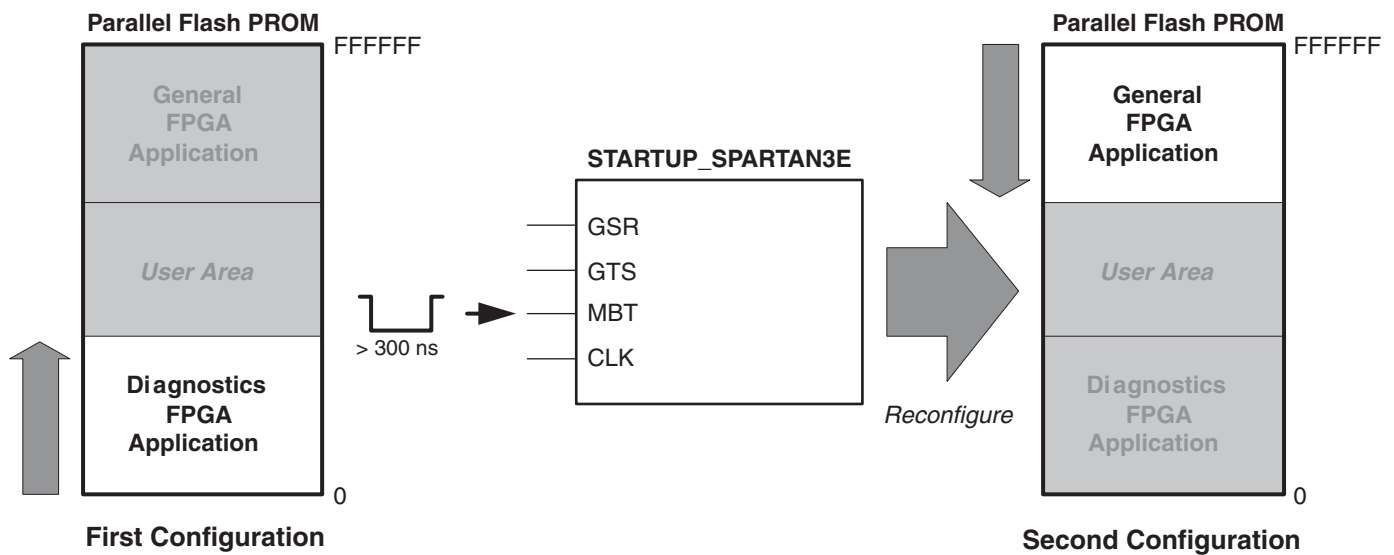 Parallel Flash PROM
FFFFFF
General
FPGA
Application
User Area
Diagnostics
FPGA
Application
0
First Configuration
> 300 ns
STARTUP_SPARTAN3E
GSR
GTS
MBT
CLK
Reconfigure
Parallel Flash PROM
FFFFFF
General
FPGA
Application
User Area
Diagnostics
FPGA
Application
0
Second Configuration